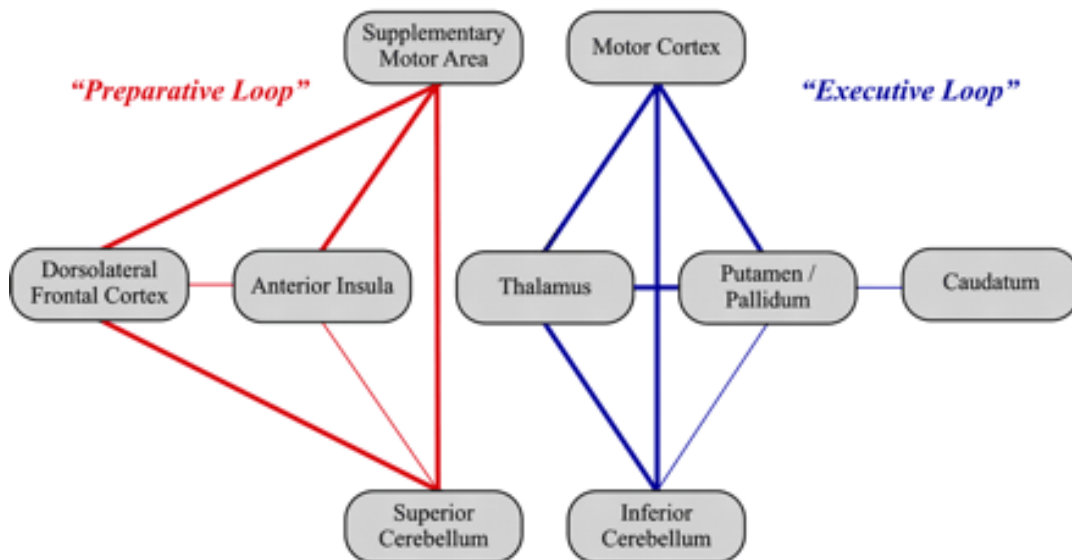 Supplementary
Motor Area
Motor Cortex
“Preparative Loop”
“Executive Loop”
Dorsolateral
Frontal Cortex
Anterior Insula
Thalamus
Putamen /
Pallidum
Caudatum
Superior
Cerebellum
Inferior
Cerebellum